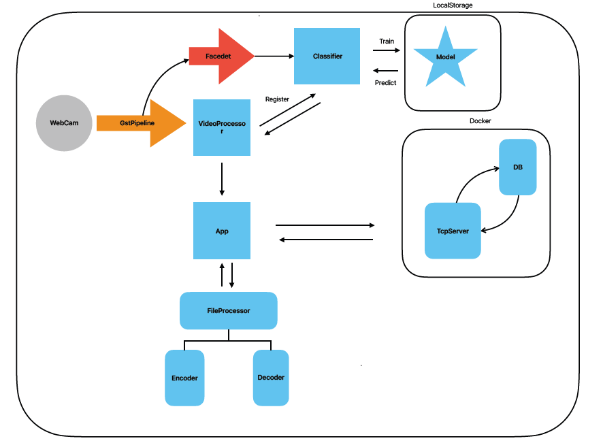 LocalStorage
Train
Facedet
Classifier
Model
Predict
Register
WebCam
GstPipeline
VideoProcesso
r
Docker
DB
App
TcpServer
FileProcessor
Encoder
Decoder